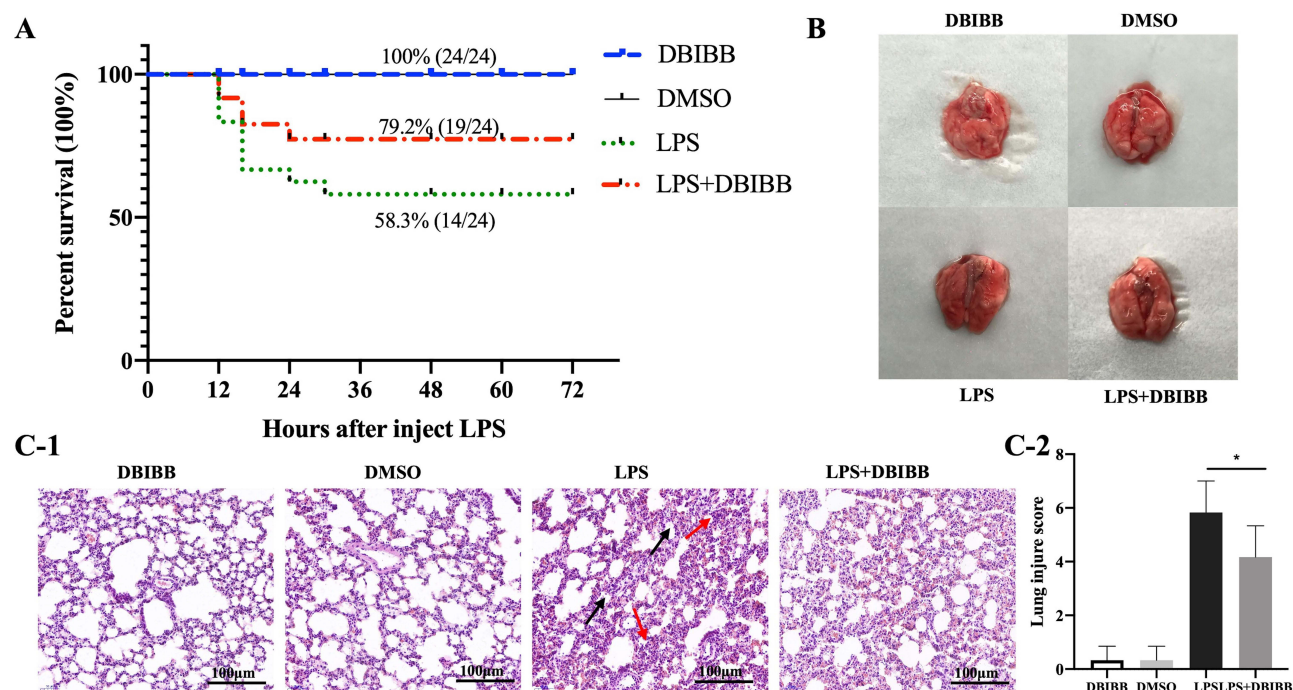 A
Percent survival (100%)
100
50
0
0 12 24 36 48 60 72
Hours after inject LPS
100% (24/24)
79.2% (19/24)
58.3% (14/24)
DBIBB
DMSO
LPS
LPS+DBIBB
B
DBIBB DMSO
LPS LPS+DBIBB
C-1
DBIBB DMSO LPS LPS+DBIBB
100μm 100μm 100μm 100μm
C-2
Lung injure score
8
6
4
2
0
*
DBIBB DMSO LPS LPS+DBIBB